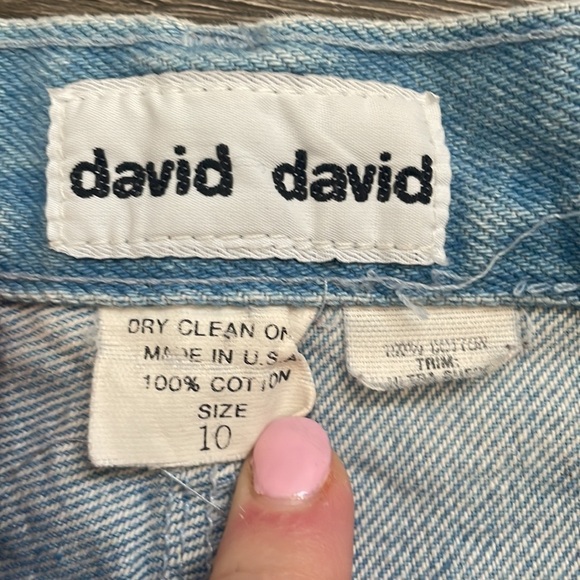 david david
DRY CLEAN ON
MADE IN U.S.A
100% COTTON
SIZE
10
100% COTTON
TRIM: